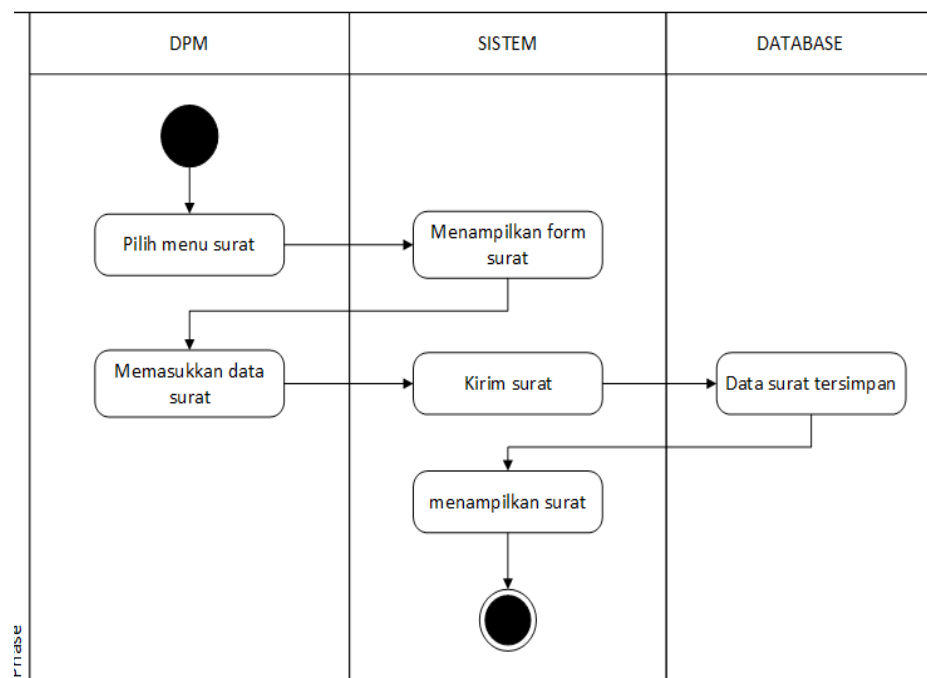 DPM
SISTEM
DATABASE
Pilih menu surat
Menampilkan form
surat
Memasukkan data
surat
Kirim surat
Data surat tersimpan
menampilkan surat
Phase